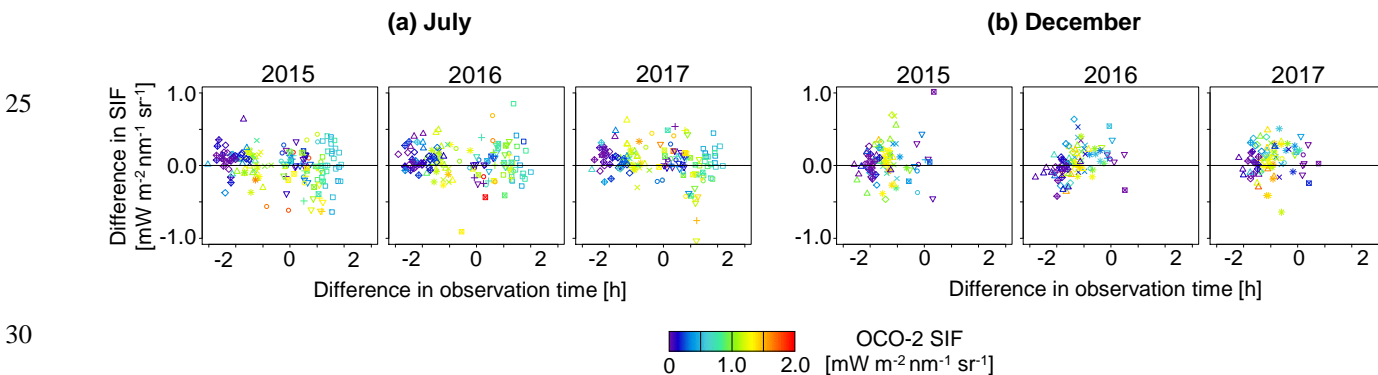 (a) July (b) December
2015 2016 2017 2015 2016 2017
25
1.0
0.0
-1.0
1.0
0.0
-1.0
Difference in SIF
[mW m-2 nm-1 sr-1]
-2 0 2 -2 0 2 -2 0 2 -2 0 2 -2 0 2 -2 0 2
Difference in observation time [h] Difference in observation time [h]
30
OCO-2 SIF
0 1.0 2.0 [mW m-2 nm-1 sr-1]